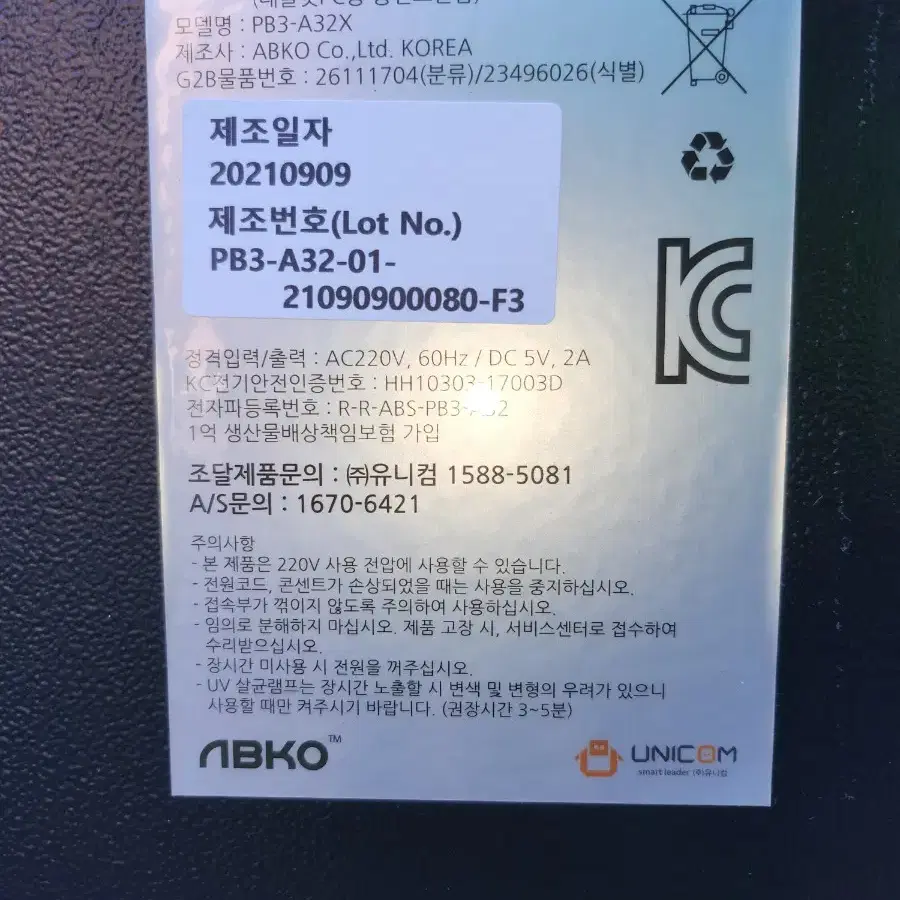 모델명 : PB3-A32X
제조사 : ABKO Co.,Ltd. KOREA
G2B물품번호 : 26111704(분류)/23496026(식별)
제조일자
20210909
제조번호(Lot No.)
PB3-A32-01-
21090900080-F3
정격입력/출력 : AC220V, 60Hz / DC 5V, 2A
KC전기안전인증번호 : HH10303-17003D
전자파등록번호 : R-R-ABS-PB3-A32
1억 생산물배상책임보험 가입
조달제품문의 : ㈜유니컴 1588-5081
A/S문의 : 1670-6421
주의사항
- 본 제품은 220V 사용 전압에 사용할 수 있습니다.
- 전원코드, 콘센트가 손상되었을 때는 사용을 중지하십시오.
- 접속부가 꺾이지 않도록 주의하여 사용하십시오.
- 임의로 분해하지 마십시오. 제품 고장 시, 서비스센터로 접수하여
수리받으십시오.
- 장시간 미사용 시 전원을 꺼주십시오.
- UV 살균램프는 장시간 노출할 시 변색 및 변형의 우려가 있으니
사용할 때만 켜주시기 바랍니다. (권장시간 3~5분)
ABKO™
UNICOM
smart leader ㈜유니컴